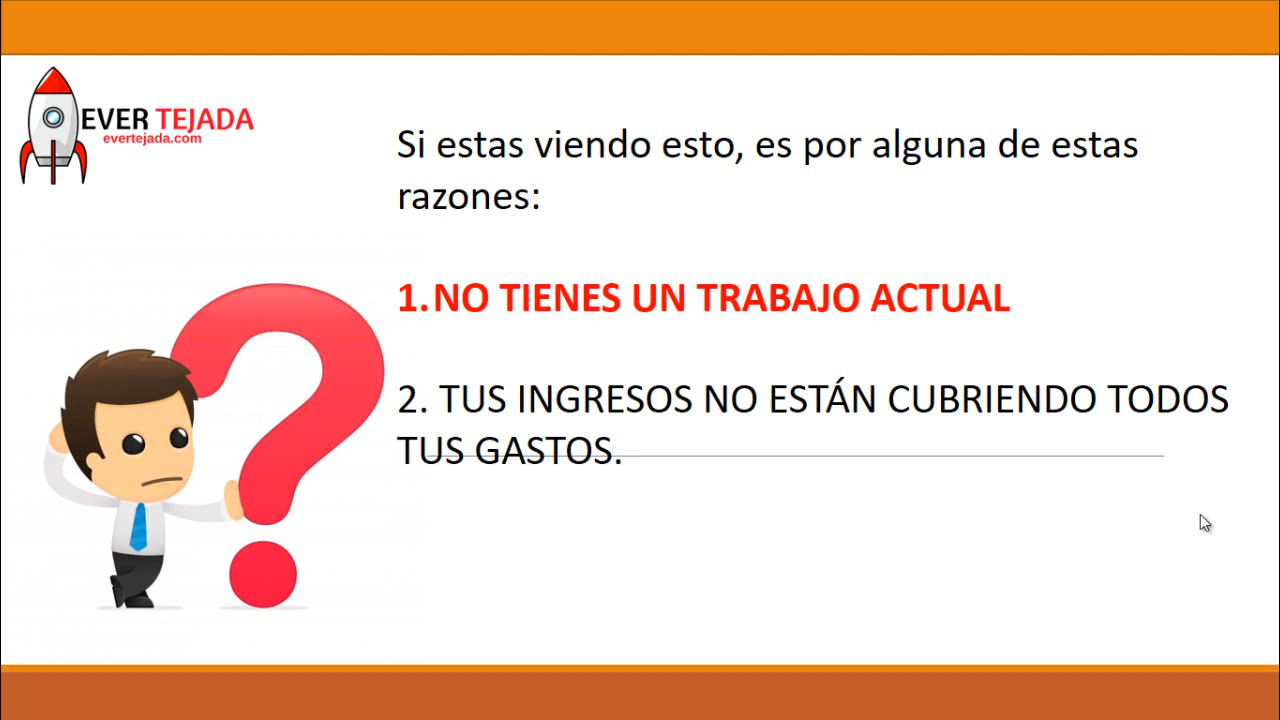 EVER TEJADA
evertejada.com
Si estas viendo esto, es por alguna de estas
razones:
1. NO TIENES UN TRABAJO ACTUAL
2. TUS INGRESOS NO ESTÁN CUBRIENDO TODOS
TUS GASTOS.